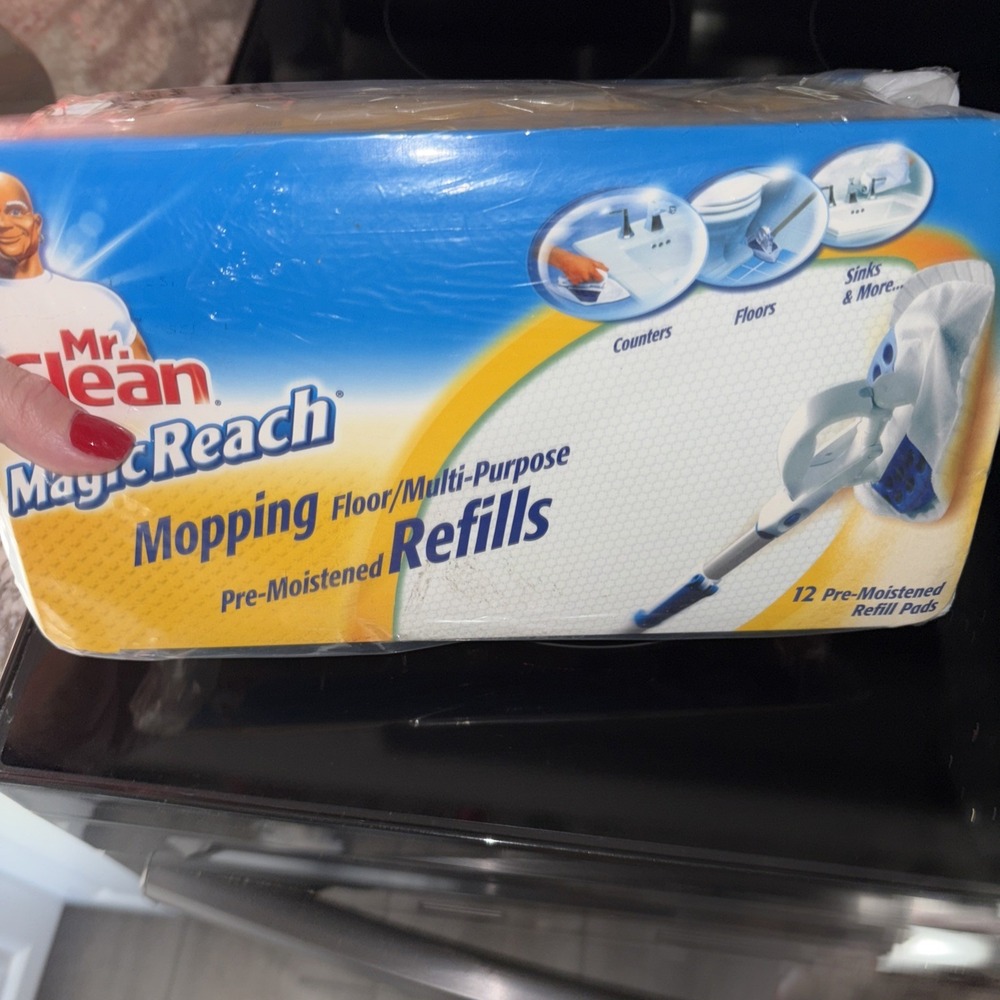 Mr.
Clean®
MagicReach®
Mopping Floor/Multi-Purpose
Pre-Moistened Refills
Counters
Floors
Sinks
& More...
12 Pre-Moistened
Refill Pads